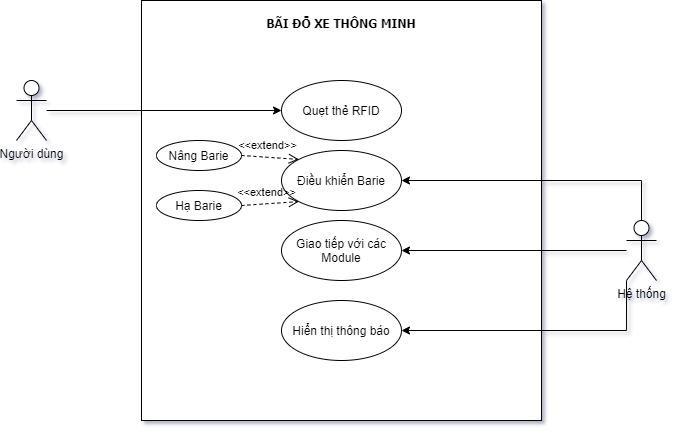 BÃI ĐỖ XE THÔNG MINH
Quẹt thẻ RFID
Người dùng
<<extend>>
Nâng Barie
Điều khiển Barie
<<extend>>
Hạ Barie
Giao tiếp với các
Module
Hệ thống
Hiển thị thông báo